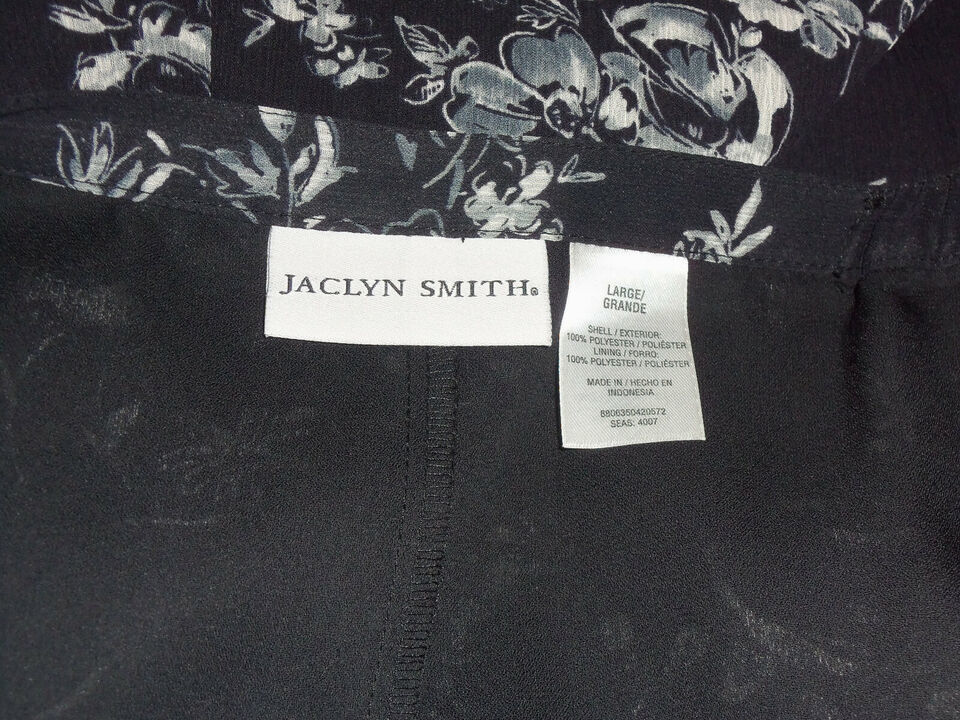 JACLYN SMITH®
LARGE/
GRANDE
SHELL / EXTERIOR:
100% POLYESTER / POLIÉSTER
LINING / FORRO:
100% POLYESTER / POLIÉSTER
MADE IN / HECHO EN
INDONESIA
8806350420572
SEAS: 4007